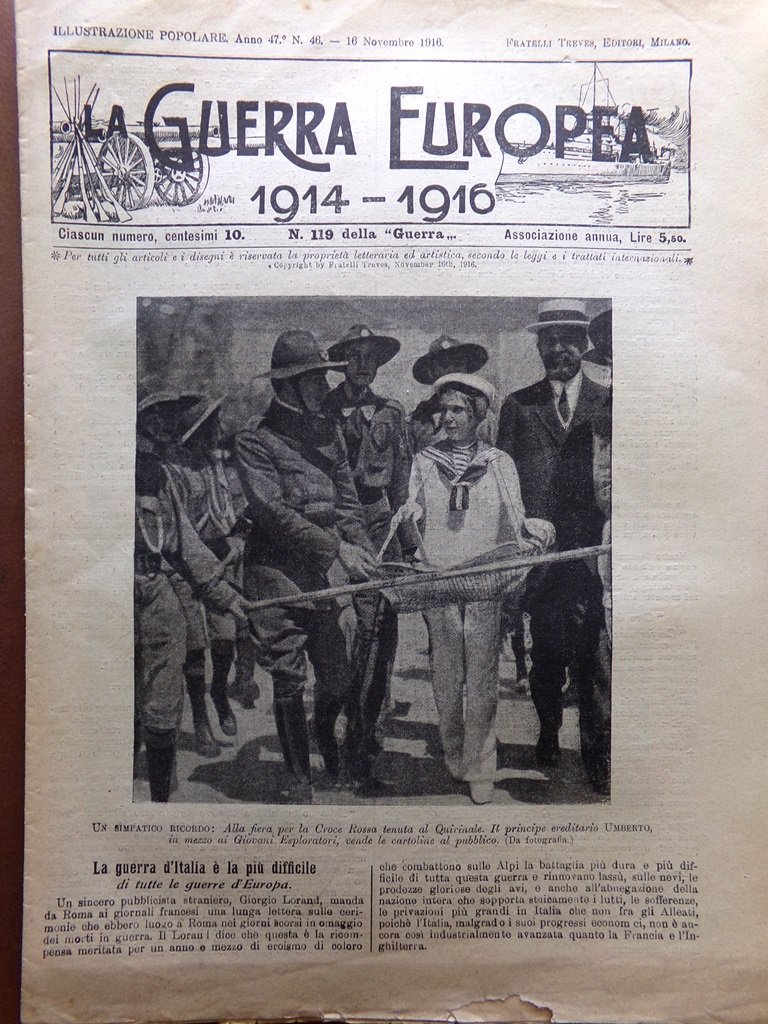 ILLUSTRAZIONE POPOLARE. Anno 47.º N. 46. — 16 Novembre 1916. FRATELLI TREVES, EDITORI, MILANO.
LA GUERRA EUROPEA
1914-1916
Ciascun numero, centesimi 10. N. 119 della "Guerra„. Associazione annua, Lire 5,50.
* Per tutti gli articoli e i disegni è riservata la proprietà letteraria ed artistica, secondo le leggi e i trattati internazionali. *
Copyright by Fratelli Treves, November 16th, 1916.
UN SIMPATICO RICORDO: Alla fiera per la Croce Rossa tenuta al Quirinale. Il principe ereditario UMBERTO,
in mezzo ai Giovani Esploratori, vende le cartoline al pubblico. (Da fotografia.)
La guerra d'Italia è la più difficile
di tutte le guerre d'Europa.
Un sincero pubblicista straniero, Giorgio Lorand, manda
da Roma ai giornali francesi una lunga lettera sulle ceri-
monie che ebbero luogo a Roma nei giorni scorsi in omaggio
dei morti in guerra. Il Lorand dice che questa è la ricom-
pensa meritata per un anno e mezzo di eroismo di coloro
che combattono sulle Alpi la battaglia più dura e più dif-
ficile di tutta questa guerra e rinnovano lassù, sulle nevi, le
prodezze gloriose degli avi, e anche all'abnegazione della
nazione intera che sopporta stoicamente i lutti, le sofferenze,
le privazioni più grandi in Italia che non fra gli Alleati,
poichè l'Italia, malgrado i suoi progressi econom ci, non è an-
cora così industrialmente avanzata quanto la Francia e l'In-
ghilterra.